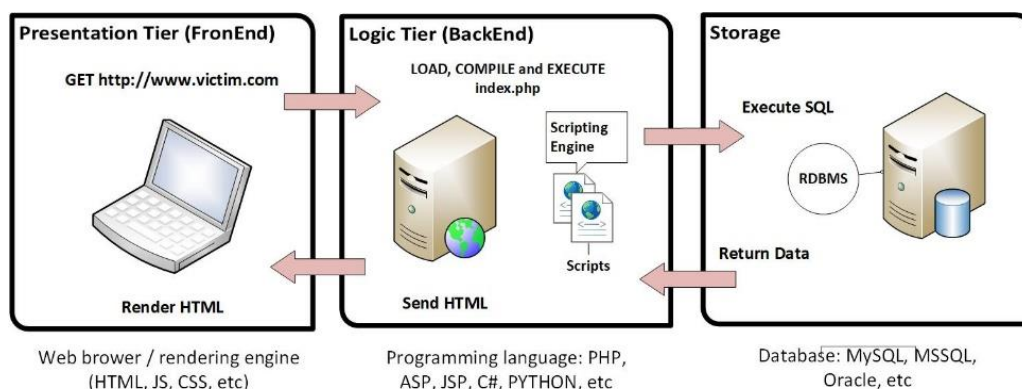 Presentation Tier (FronEnd)
GET http://www.victim.com
Render HTML
Web brower / rendering engine
(HTML, JS, CSS, etc)
Logic Tier (BackEnd)
LOAD, COMPILE and EXECUTE
index.php
Scripting
Engine
Scripts
Send HTML
Programming language: PHP,
ASP, JSP, C#, PYTHON, etc
Storage
Execute SQL
RDBMS
Return Data
Database: MySQL, MSSQL,
Oracle, etc